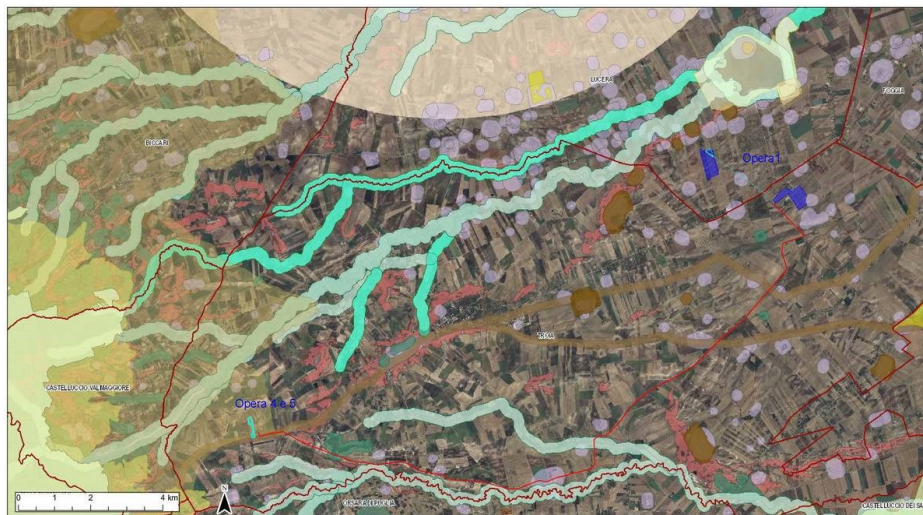 LUCERA
FOGGIA
BICCARI
Opera 1
TROIA
CASTELLUCCIO VALMAGGIORE
Opera 4 e 5
N
0 1 2 4 km
ORSARA DI PUGLIA
CASTELLUCCIO DEI SA